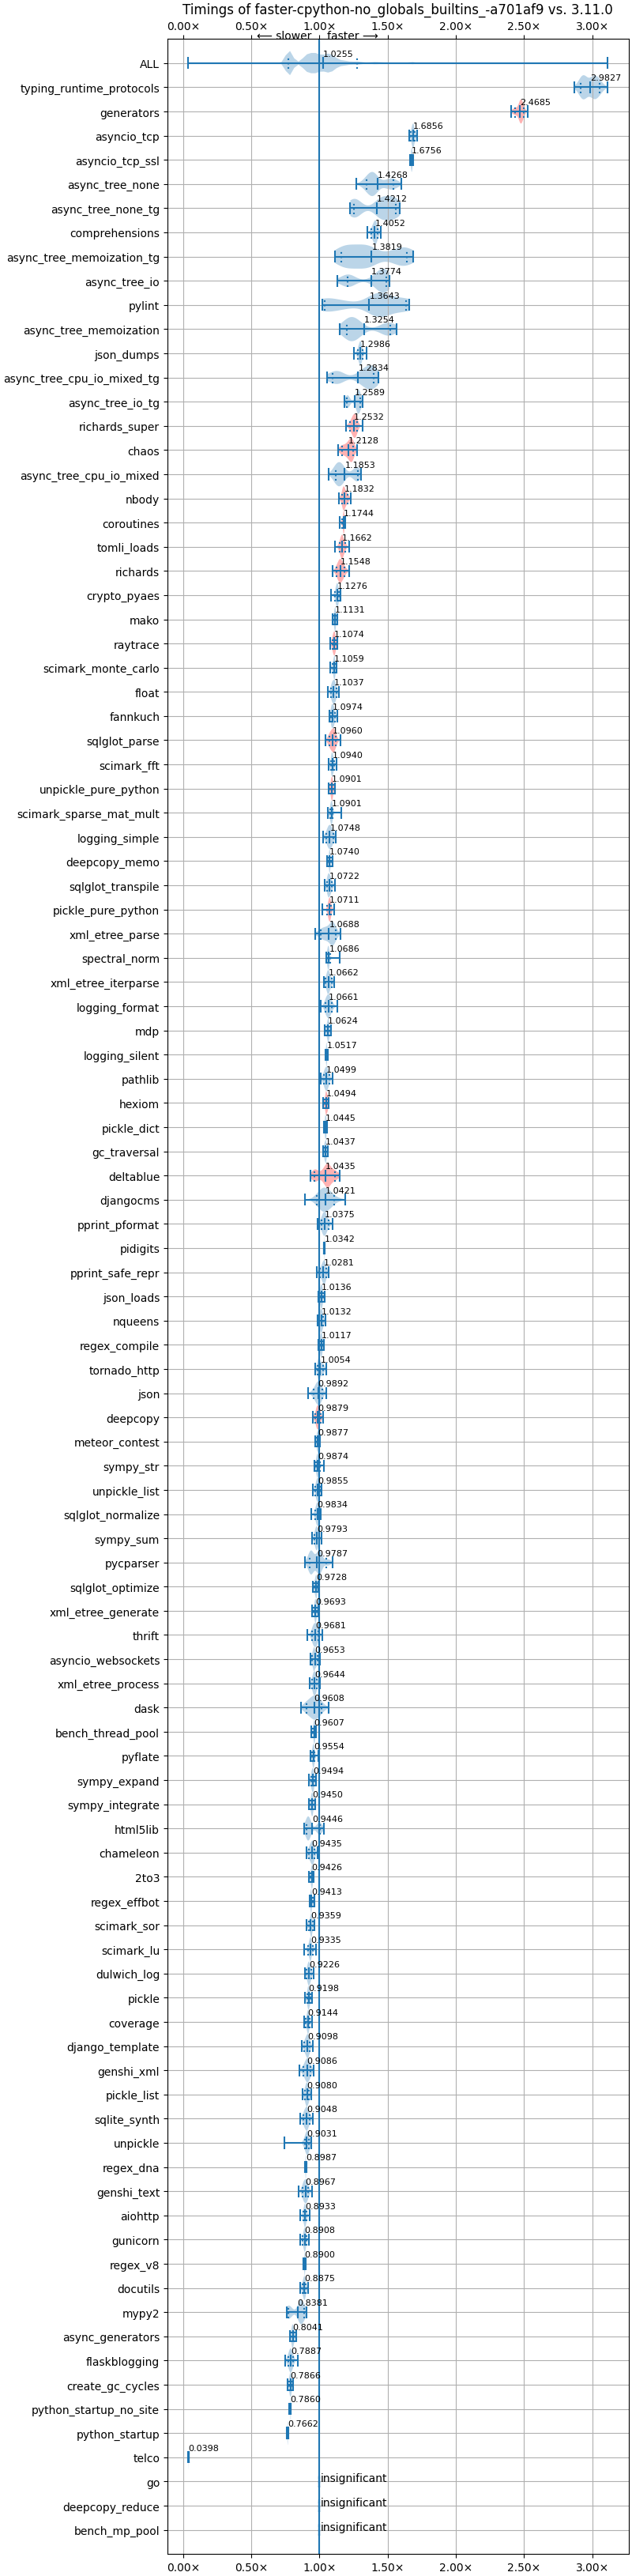 Timings of faster-cpython-no_globals_builtins_-a701af9 vs. 3.11.0
0.00× 0.50× 1.00× 1.50× 2.00× 2.50× 3.00×
⟵ slower faster ⟶
ALL 1.0255
typing_runtime_protocols 2.9827
generators 2.4685
asyncio_tcp 1.6856
asyncio_tcp_ssl 1.6756
async_tree_none 1.4268
async_tree_none_tg 1.4212
comprehensions 1.4052
async_tree_memoization_tg 1.3819
async_tree_io 1.3774
pylint 1.3643
async_tree_memoization 1.3254
json_dumps 1.2986
async_tree_cpu_io_mixed_tg 1.2834
async_tree_io_tg 1.2589
richards_super 1.2532
chaos 1.2128
async_tree_cpu_io_mixed 1.1853
nbody 1.1832
coroutines 1.1744
tomli_loads 1.1662
richards 1.1548
crypto_pyaes 1.1276
mako 1.1131
raytrace 1.1074
scimark_monte_carlo 1.1059
float 1.1037
fannkuch 1.0974
sqlglot_parse 1.0960
scimark_fft 1.0940
unpickle_pure_python 1.0901
scimark_sparse_mat_mult 1.0901
logging_simple 1.0748
deepcopy_memo 1.0740
sqlglot_transpile 1.0722
pickle_pure_python 1.0711
xml_etree_parse 1.0688
spectral_norm 1.0686
xml_etree_iterparse 1.0662
logging_format 1.0661
mdp 1.0624
logging_silent 1.0517
pathlib 1.0499
hexiom 1.0494
pickle_dict 1.0445
gc_traversal 1.0437
deltablue 1.0435
djangocms 1.0421
pprint_pformat 1.0375
pidigits 1.0342
pprint_safe_repr 1.0281
json_loads 1.0136
nqueens 1.0132
regex_compile 1.0117
tornado_http 1.0054
json 0.9892
deepcopy 0.9879
meteor_contest 0.9877
sympy_str 0.9874
unpickle_list 0.9855
sqlglot_normalize 0.9834
sympy_sum 0.9793
pycparser 0.9787
sqlglot_optimize 0.9728
xml_etree_generate 0.9693
thrift 0.9681
asyncio_websockets 0.9653
xml_etree_process 0.9644
dask 0.9608
bench_thread_pool 0.9607
pyflate 0.9554
sympy_expand 0.9494
sympy_integrate 0.9450
html5lib 0.9446
chameleon 0.9435
2to3 0.9426
regex_effbot 0.9413
scimark_sor 0.9359
scimark_lu 0.9335
dulwich_log 0.9226
pickle 0.9198
coverage 0.9144
django_template 0.9098
genshi_xml 0.9086
pickle_list 0.9080
sqlite_synth 0.9048
unpickle 0.9031
regex_dna 0.8987
genshi_text 0.8967
aiohttp 0.8933
gunicorn 0.8908
regex_v8 0.8900
docutils 0.8875
mypy2 0.8381
async_generators 0.8041
flaskblogging 0.7887
create_gc_cycles 0.7866
python_startup_no_site 0.7860
python_startup 0.7662
telco 0.0398
go insignificant
deepcopy_reduce insignificant
bench_mp_pool insignificant
0.00× 0.50× 1.00× 1.50× 2.00× 2.50× 3.00×